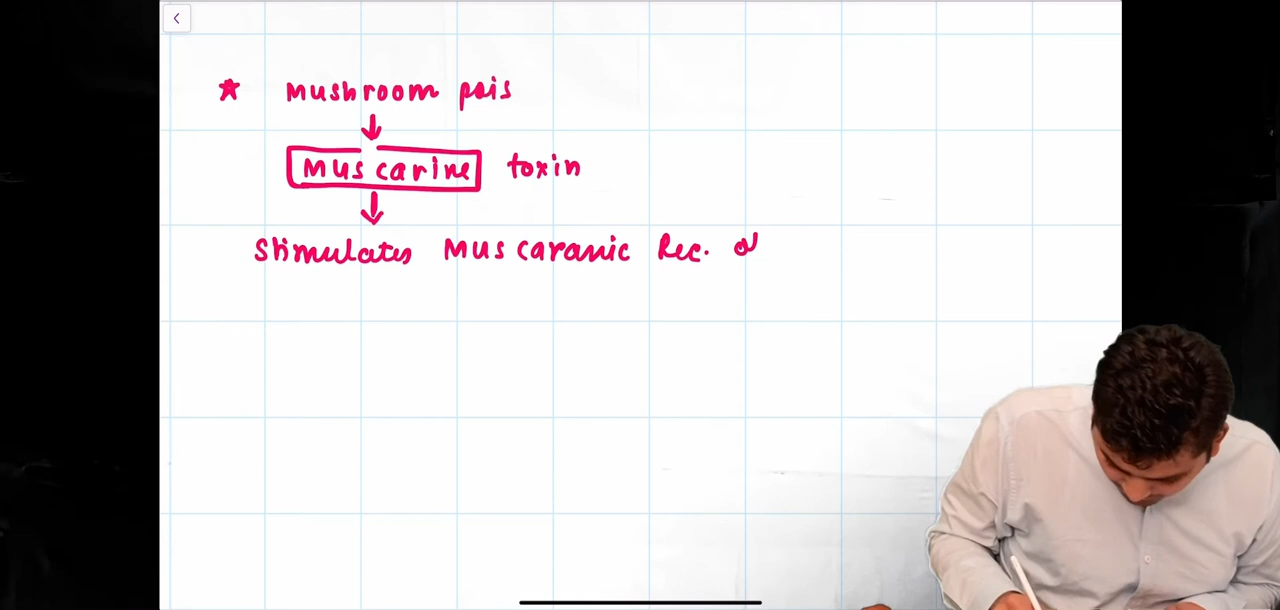 ★ Mushroom pois
↓
Muscarine toxin
↓
Stimulates Muscaranic Rec.